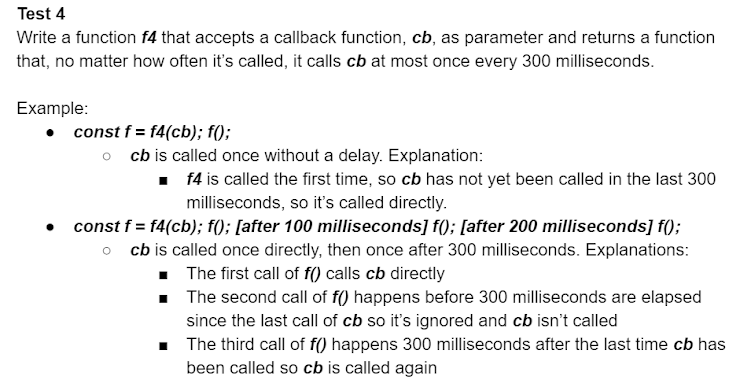 Test 4
Write a function f4 that accepts a callback function, cb, as parameter and returns a function
that, no matter how often it's called, it calls cb at most once every 300 milliseconds.
Example:
● const f = f4(cb); f();
○ cb is called once without a delay. Explanation:
■ f4 is called the first time, so cb has not yet been called in the last 300
milliseconds, so it's called directly.
● const f = f4(cb); f(); [after 100 milliseconds] f(); [after 200 milliseconds] f();
○ cb is called once directly, then once after 300 milliseconds. Explanations:
■ The first call of f() calls cb directly
■ The second call of f() happens before 300 milliseconds are elapsed
since the last call of cb so it's ignored and cb isn't called
■ The third call of f() happens 300 milliseconds after the last time cb has
been called so cb is called again